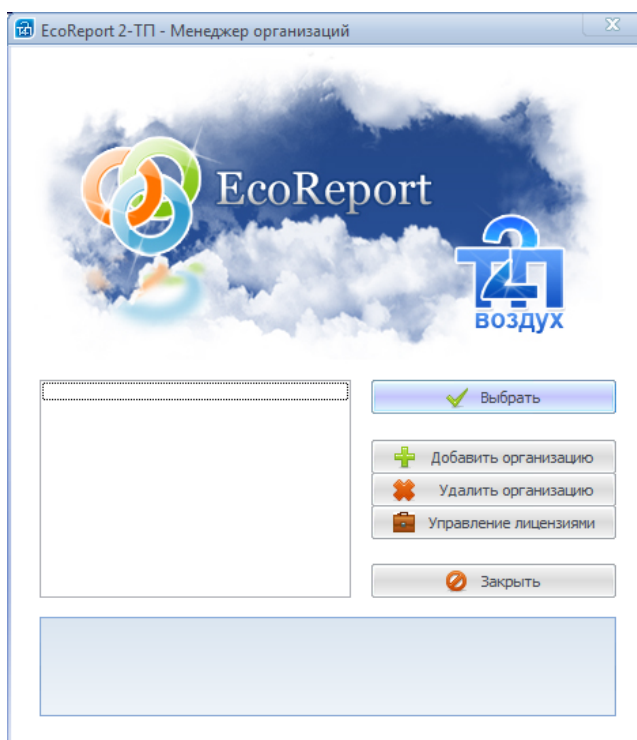 EcoReport 2-ТП - Менеджер организаций
EcoReport
2
ТП
воздух
Выбрать
Добавить организацию
Удалить организацию
Управление лицензиями
Закрыть